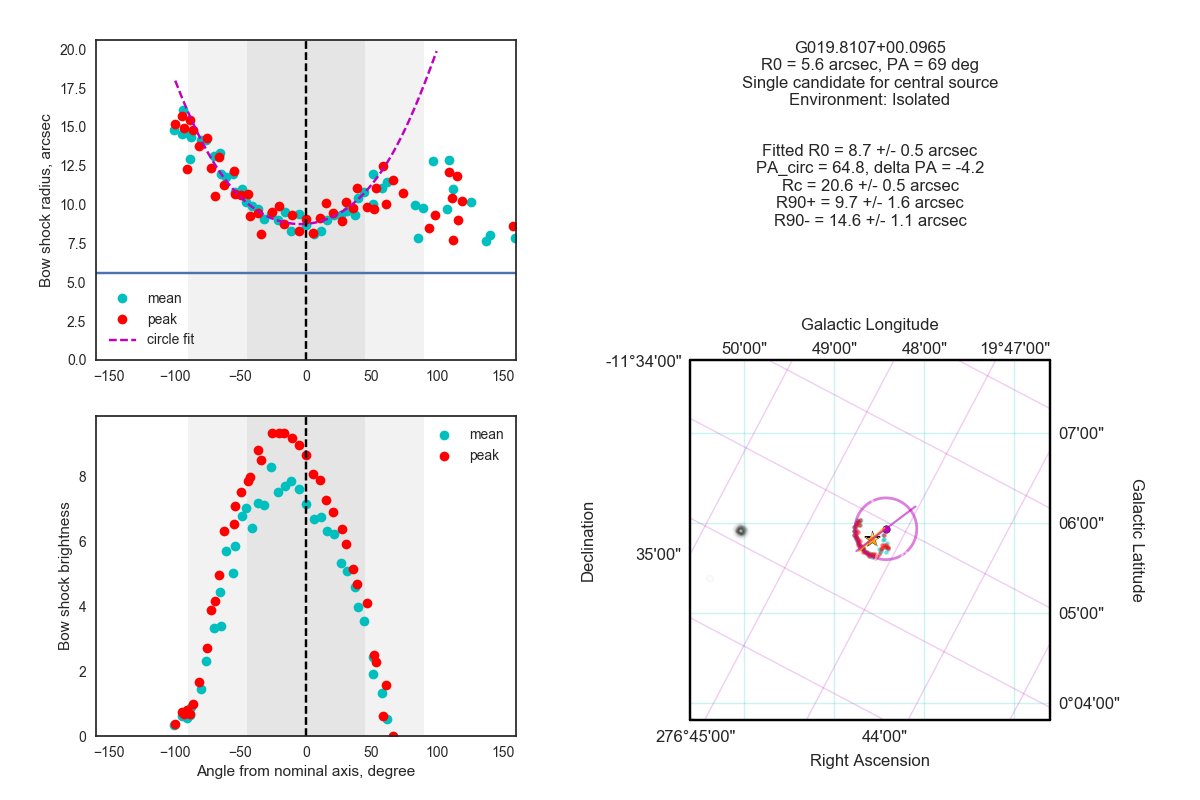 20.0
17.5
15.0
12.5
10.0
7.5
5.0
2.5
0.0
Bow shock radius, arcsec
mean
peak
circle fit
−150 −100 −50 0 50 100 150
8
6
4
2
0
Bow shock brightness
mean
peak
−150 −100 −50 0 50 100 150
Angle from nominal axis, degree
G019.8107+00.0965
R0 = 5.6 arcsec, PA = 69 deg
Single candidate for central source
Environment: Isolated
Fitted R0 = 8.7 +/- 0.5 arcsec
PA_circ = 64.8, delta PA = -4.2
Rc = 20.6 +/- 0.5 arcsec
R90+ = 9.7 +/- 1.6 arcsec
R90- = 14.6 +/- 1.1 arcsec
Galactic Longitude
50'00" 49'00" 48'00" 19°47'00"
-11°34'00"
35'00"
Declination
07'00"
06'00"
05'00"
0°04'00"
Galactic Latitude
276°45'00" 44'00"
Right Ascension